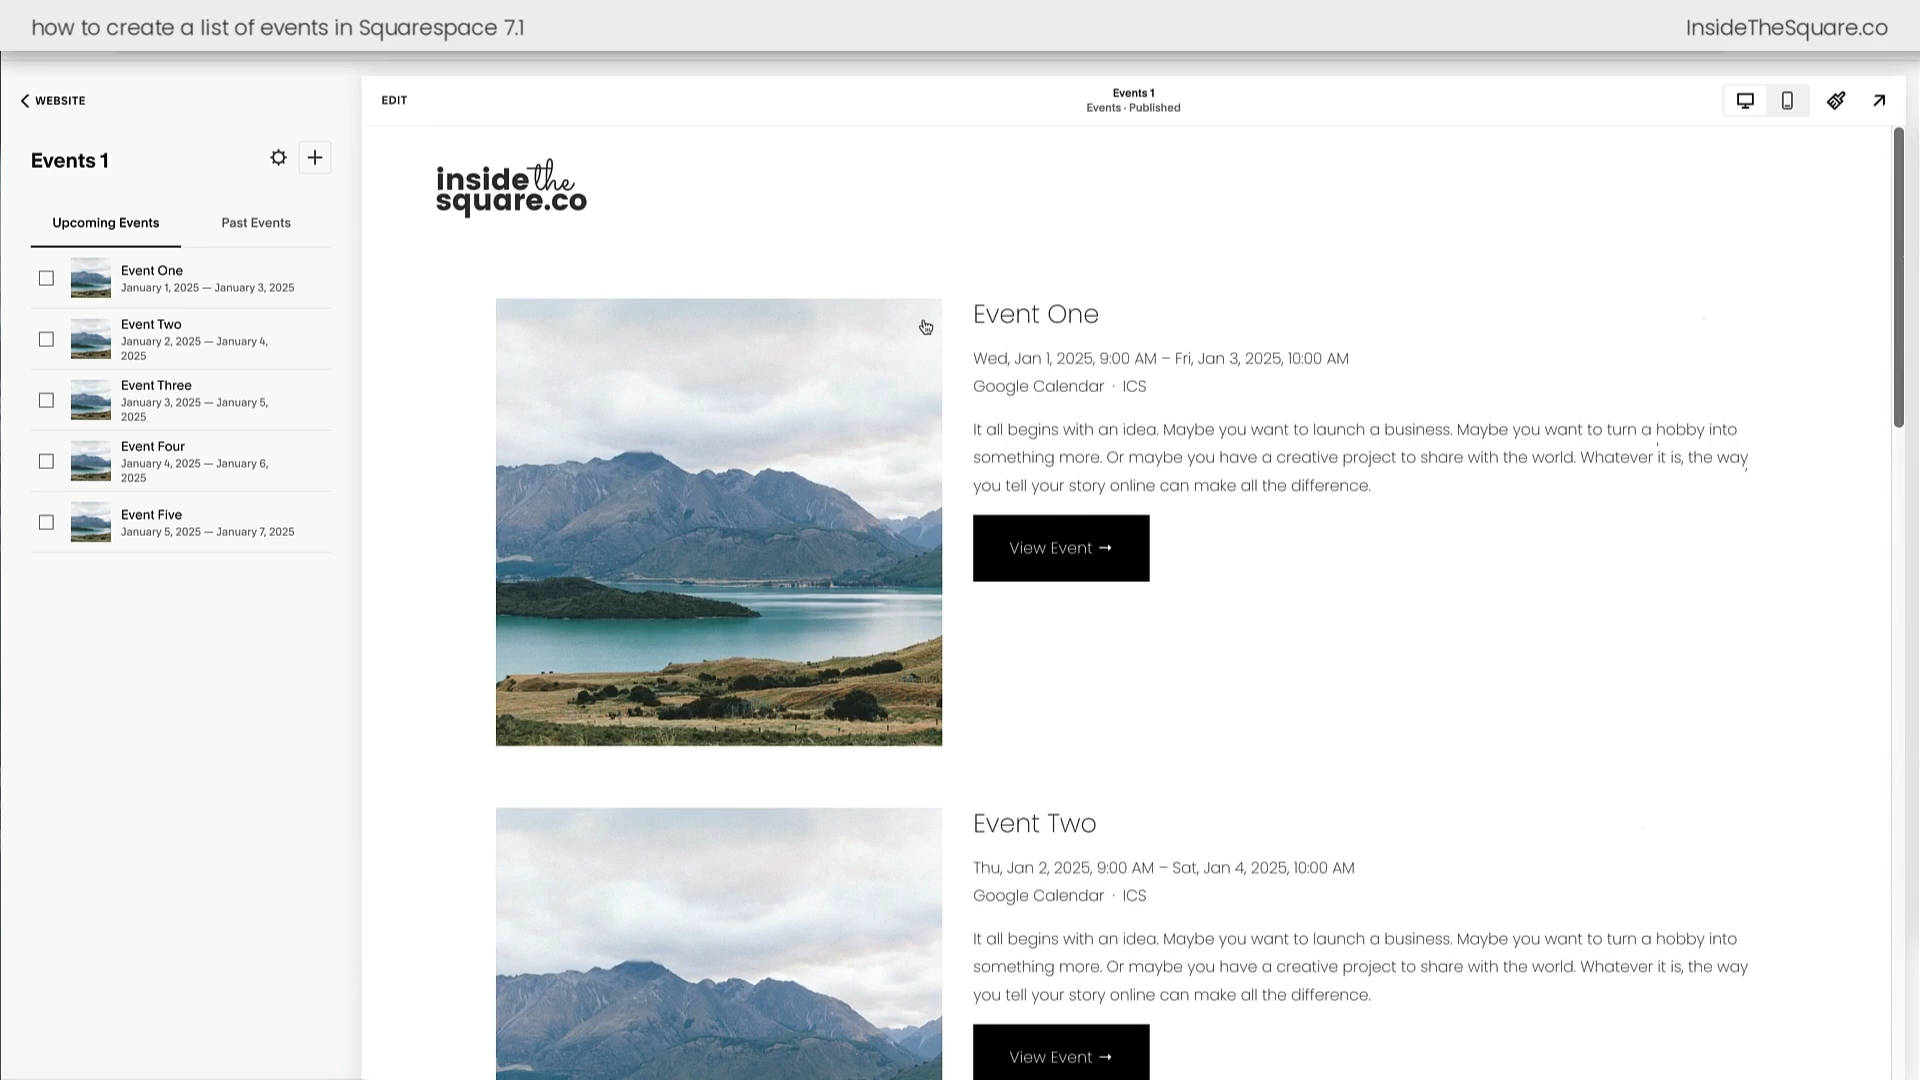 how to create a list of events in Squarespace 7.1
InsideTheSquare.co
WEBSITE
Events 1
Upcoming Events
Past Events
Event One
January 1, 2025 — January 3, 2025
Event Two
January 2, 2025 — January 4,
2025
Event Three
January 3, 2025 — January 5,
2025
Event Four
January 4, 2025 — January 6,
2025
Event Five
January 5, 2025 — January 7, 2025
EDIT
Events 1
Events · Published
inside the
square.co
Event One
Wed, Jan 1, 2025, 9:00 AM – Fri, Jan 3, 2025, 10:00 AM
Google Calendar · ICS
It all begins with an idea. Maybe you want to launch a business. Maybe you want to turn a hobby into
something more. Or maybe you have a creative project to share with the world. Whatever it is, the way
you tell your story online can make all the difference.
View Event →
Event Two
Thu, Jan 2, 2025, 9:00 AM – Sat, Jan 4, 2025, 10:00 AM
Google Calendar · ICS
It all begins with an idea. Maybe you want to launch a business. Maybe you want to turn a hobby into
something more. Or maybe you have a creative project to share with the world. Whatever it is, the way
you tell your story online can make all the difference.
View Event →